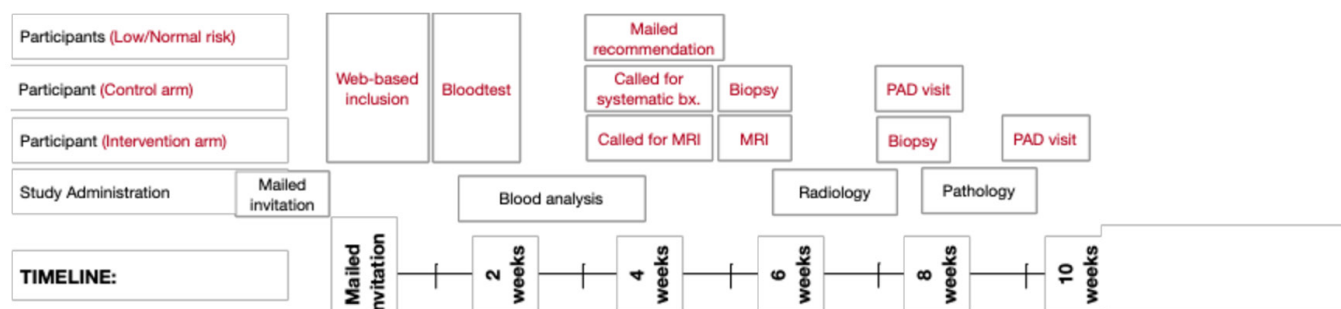 Participants (Low/Normal risk)
Participant (Control arm)
Participant (Intervention arm)
Study Administration
Web-based
inclusion
Bloodtest
Mailed
recommendation
Called for
systematic bx.
Biopsy
PAD visit
Called for MRI
MRI
Biopsy
PAD visit
Mailed
invitation
Blood analysis
Radiology
Pathology
TIMELINE:
Mailed
invitation
2
weeks
4
weeks
6
weeks
8
weeks
10
weeks